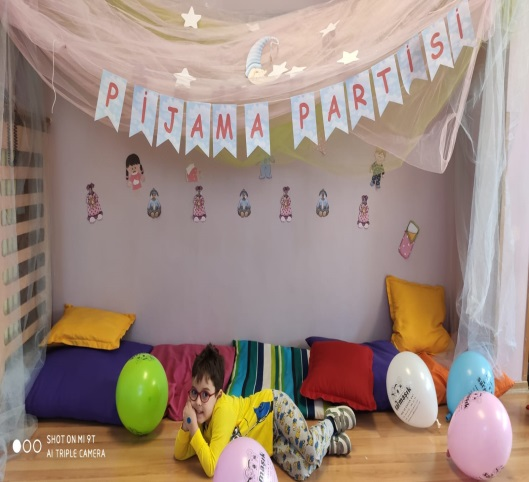 PİJAMA PARTİSİ
SHOT ON MI 9T
AI TRIPLE CAMERA